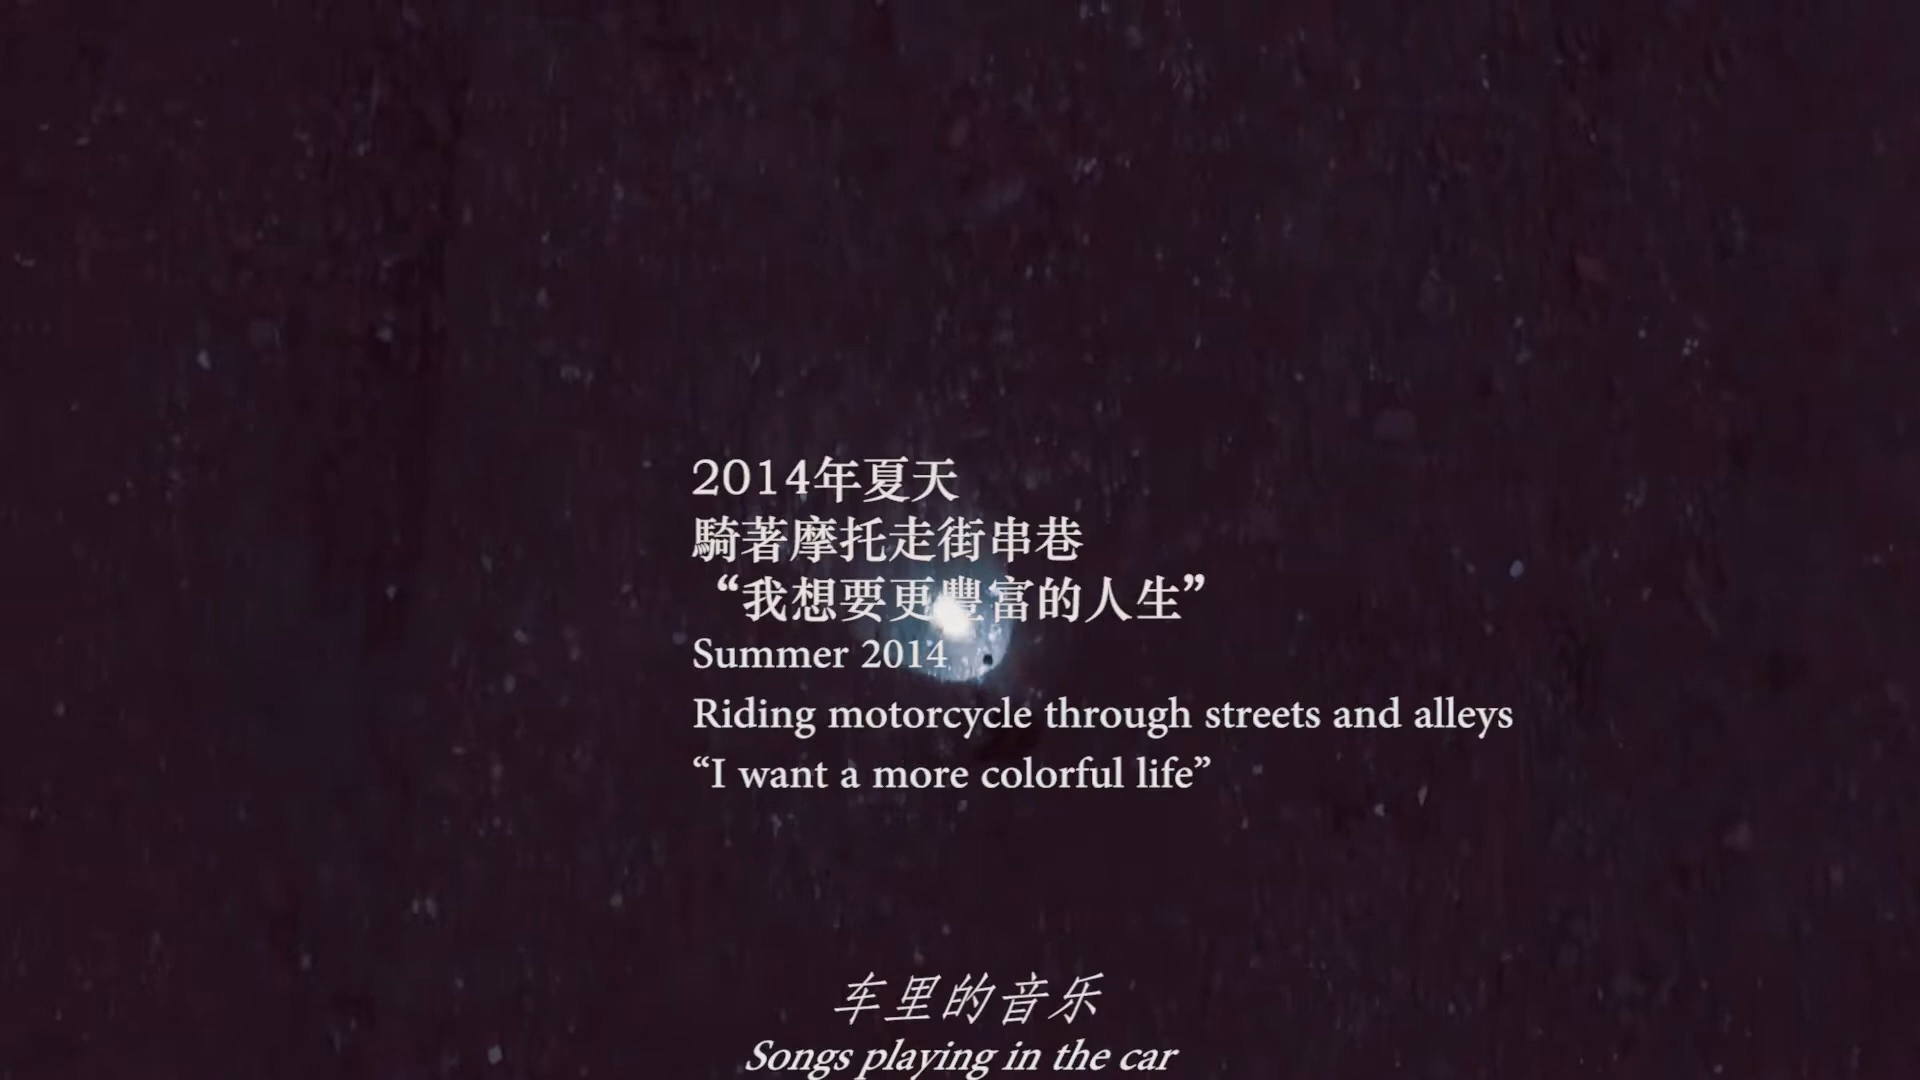 2014年夏天
騎著摩托走街串巷
“我想要更豐富的人生”
Summer 2014
Riding motorcycle through streets and alleys
“I want a more colorful life”
车里的音乐
Songs playing in the car